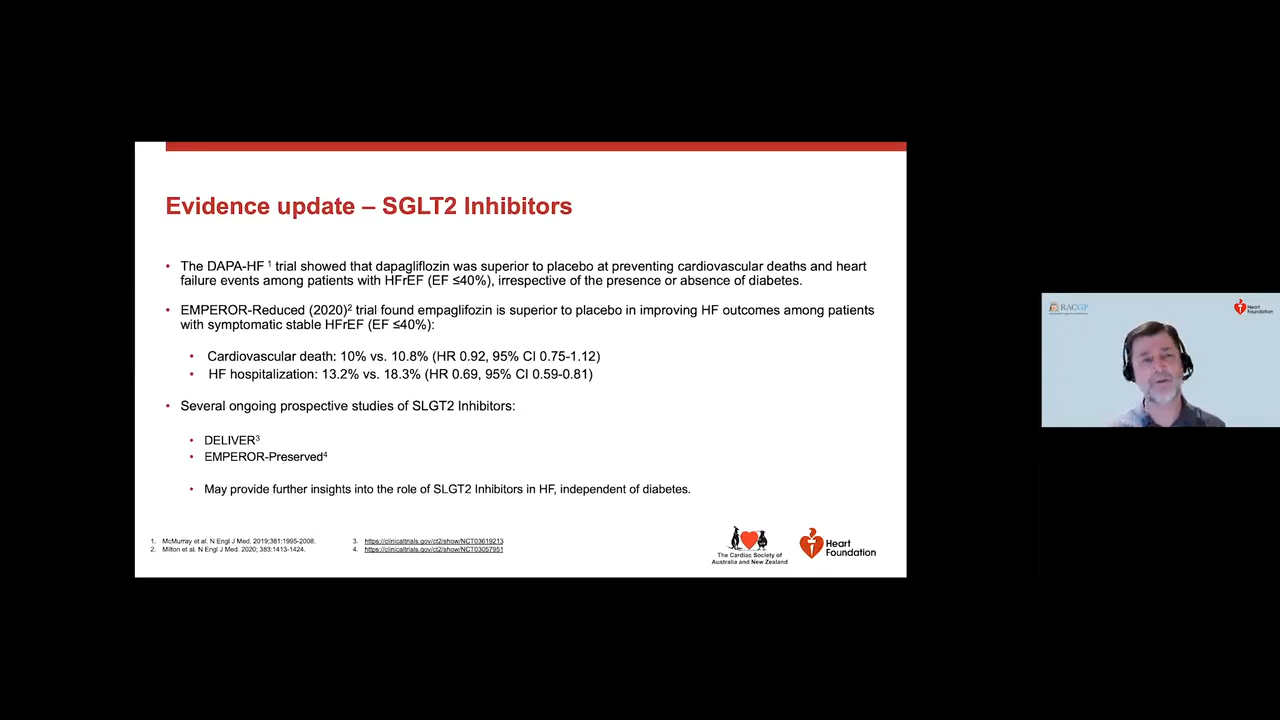 Evidence update – SGLT2 Inhibitors
• The DAPA-HF ¹ trial showed that dapagliflozin was superior to placebo at preventing cardiovascular deaths and heart
failure events among patients with HFrEF (EF ≤40%), irrespective of the presence or absence of diabetes.
• EMPEROR-Reduced (2020)² trial found empaglifozin is superior to placebo in improving HF outcomes among patients
with symptomatic stable HFrEF (EF ≤40%):
• Cardiovascular death: 10% vs. 10.8% (HR 0.92, 95% CI 0.75-1.12)
• HF hospitalization: 13.2% vs. 18.3% (HR 0.69, 95% CI 0.59-0.81)
• Several ongoing prospective studies of SLGT2 Inhibitors:
• DELIVER³
• EMPEROR-Preserved⁴
• May provide further insights into the role of SLGT2 Inhibitors in HF, independent of diabetes.
1. McMurray et al. N Engl J Med. 2019;381:1995-2008.
2. Milton et al. N Engl J Med. 2020; 383:1413-1424.
3. https://clinicaltrials.gov/ct2/show/NCT03619213
4. https://clinicaltrials.gov/ct2/show/NCT03057951
The Cardiac Society of
Australia and New Zealand
Heart
Foundation
RACGP
Heart
Foundation